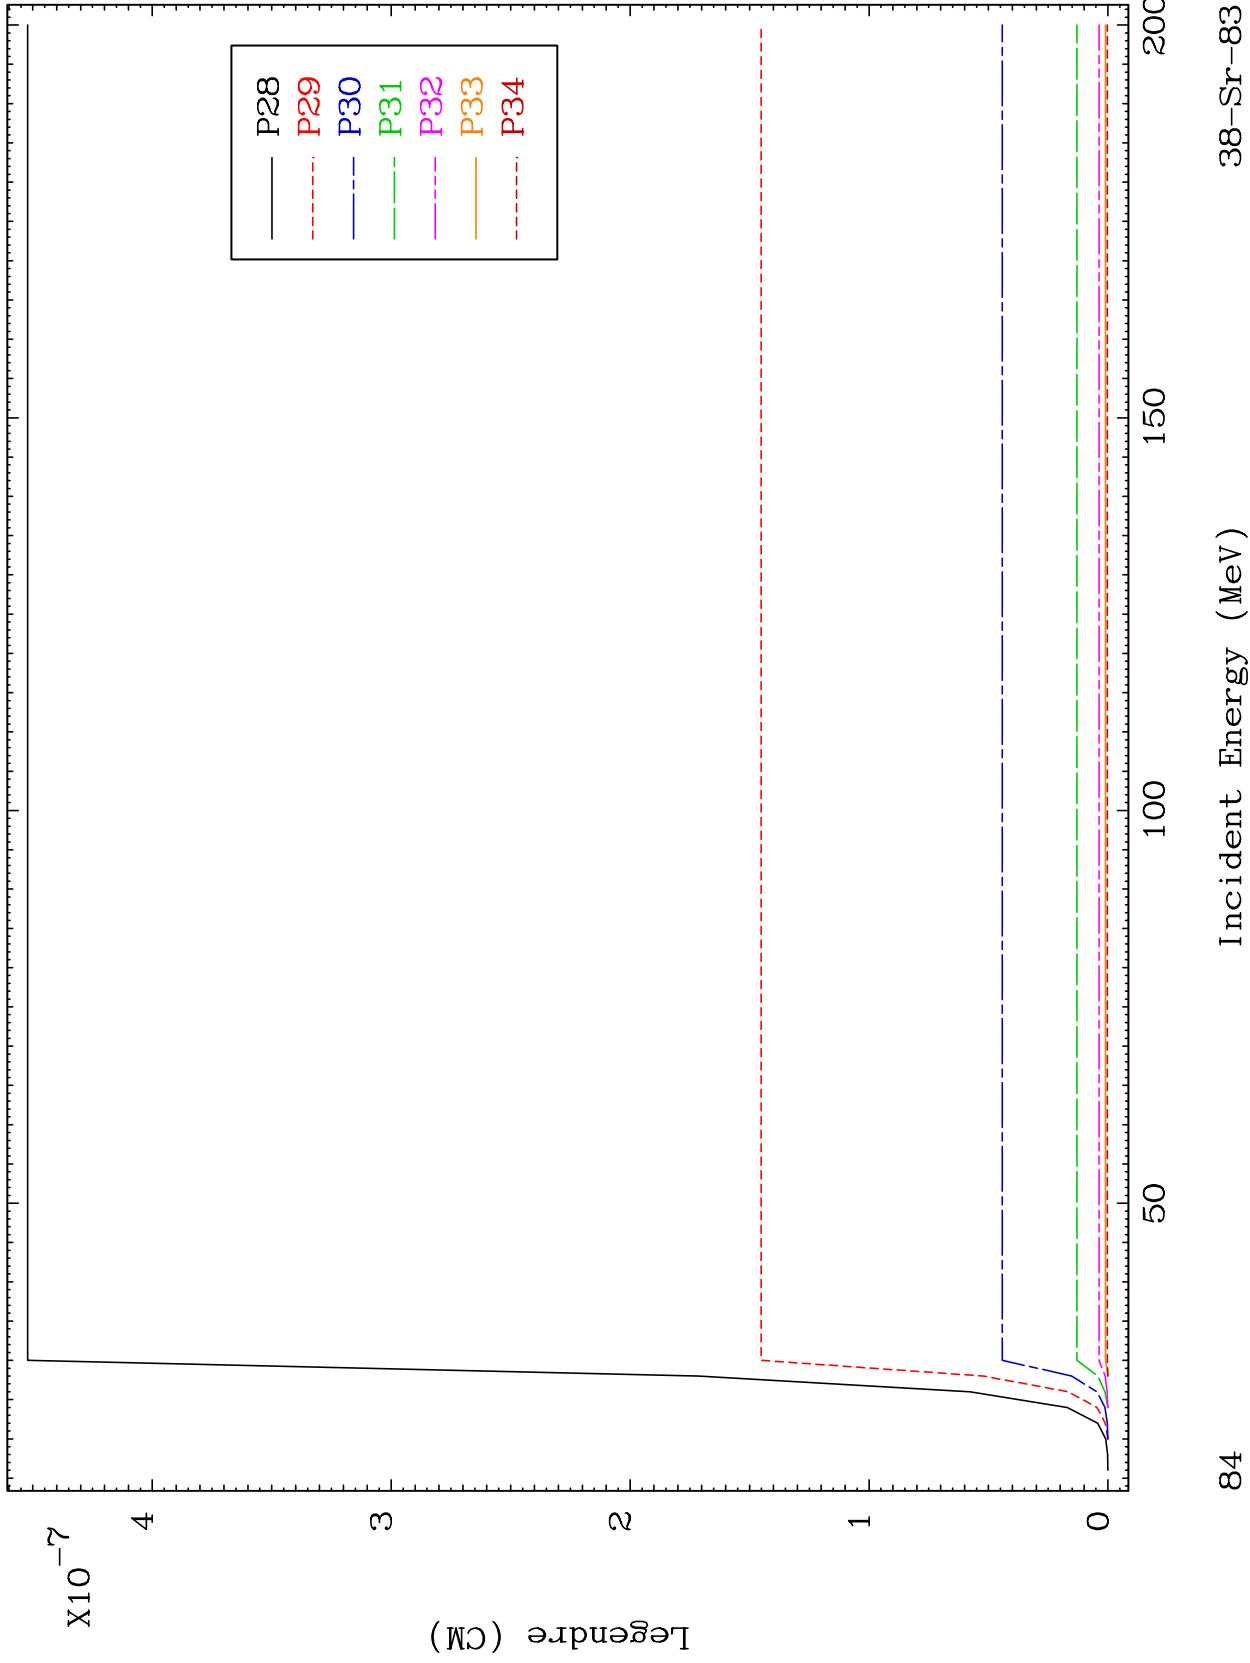 X10⁻⁷
Legendre (CM)
4
3
2
1
0
P28
P29
P30
P31
P32
P33
P34
50
100
150
200
Incident Energy (MeV)
84
38-Sr-83